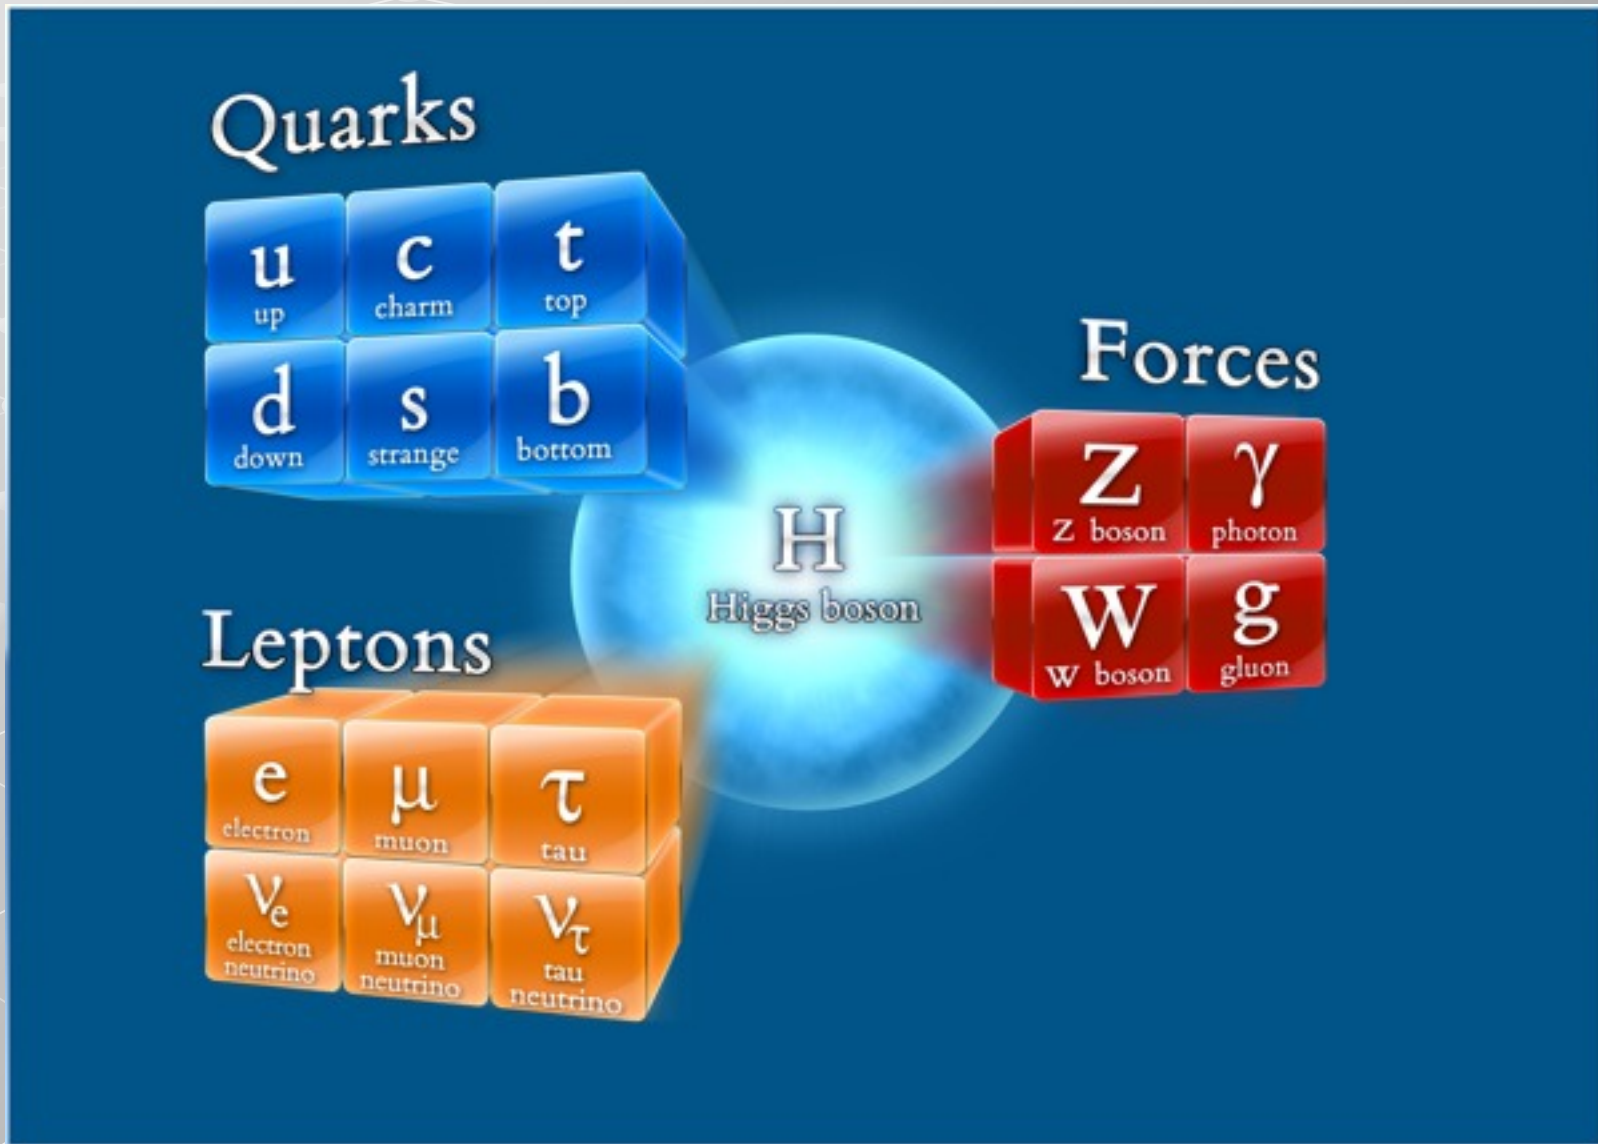 Quarks
u
up
c
charm
t
top
d
down
s
strange
b
bottom
Forces
Z
Z boson
γ
photon
W
W boson
g
gluon
H
Higgs boson
Leptons
e
electron
μ
muon
τ
tau
νe
electron
neutrino
νμ
muon
neutrino
ντ
tau
neutrino